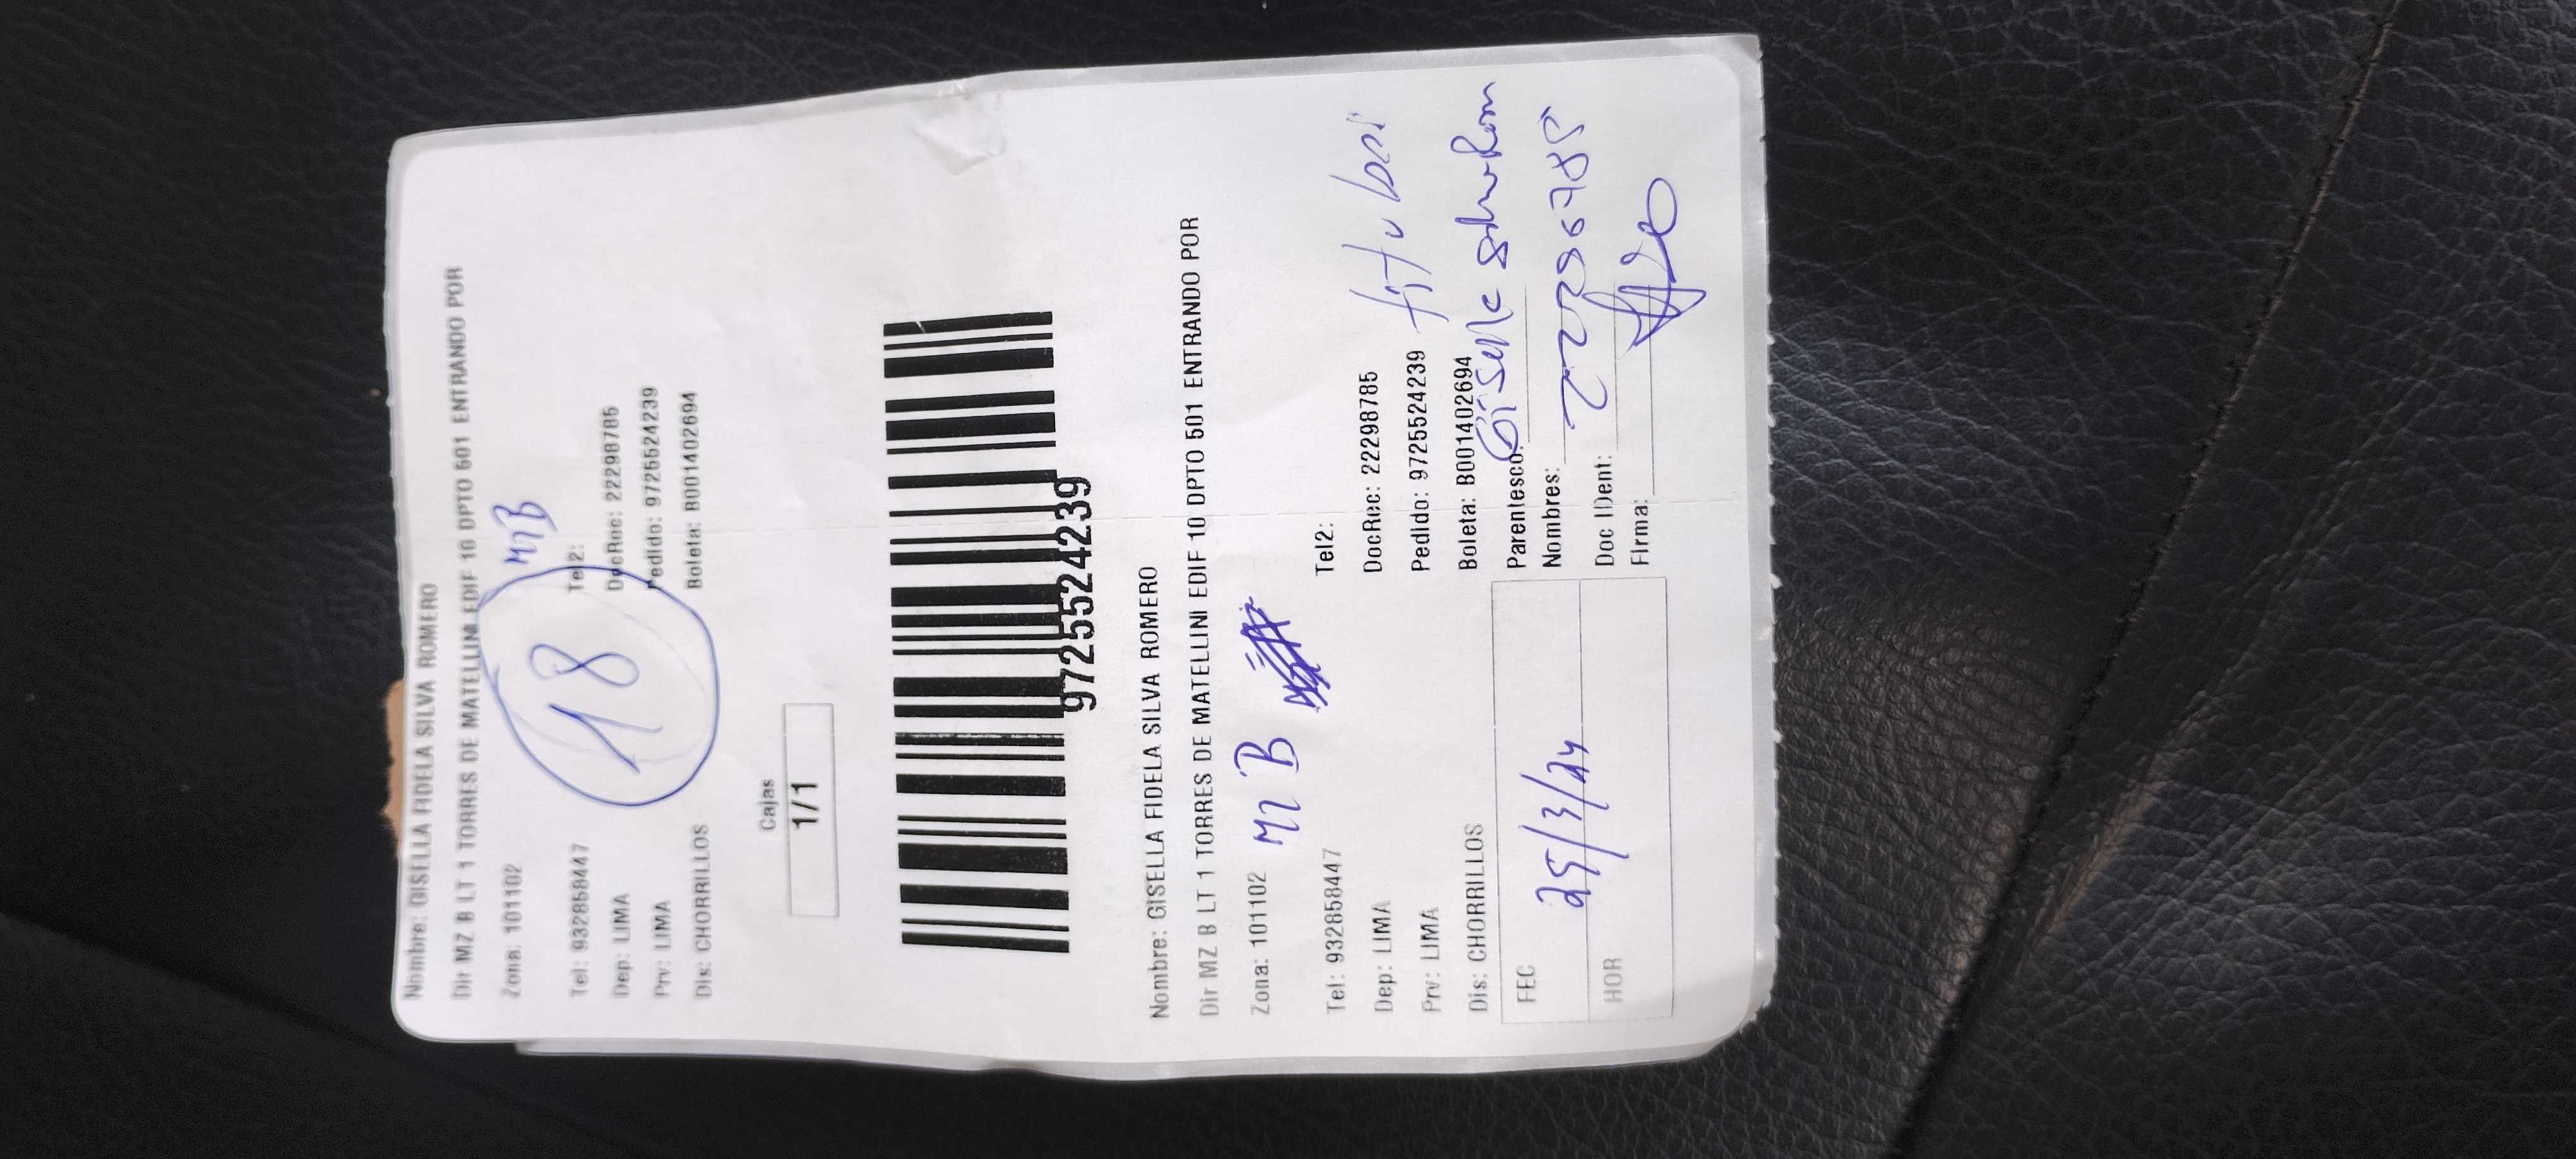 Nombre: GISELLA FIDELA SILVA ROMERO
Dir MZ B LT 1 TORRES DE MATELLINI EDIF 10 DPTO 501 ENTRANDO POR
Zona: 101102 MZ B
18
Tel: 932858447 Tel2:
Dep: LIMA DocRec: 22298785
Prv: LIMA Pedido: 9725524239
Dis: CHORRILLOS Boleta: B001402694
Cajas
1/1
9725524239
Nombre: GISELLA FIDELA SILVA ROMERO
Dir MZ B LT 1 TORRES DE MATELLINI EDIF 10 DPTO 501 ENTRANDO POR
Zona: 101102 MZ B
Tel: 932858447 Tel2:
Dep: LIMA DocRec: 22298785
Prv: LIMA Pedido: 9725524239 titular
Dis: CHORRILLOS Boleta: B001402694
Parentesco:
FEC 25/3/24 Nombres:
Doc IDent:
HOR Firma: